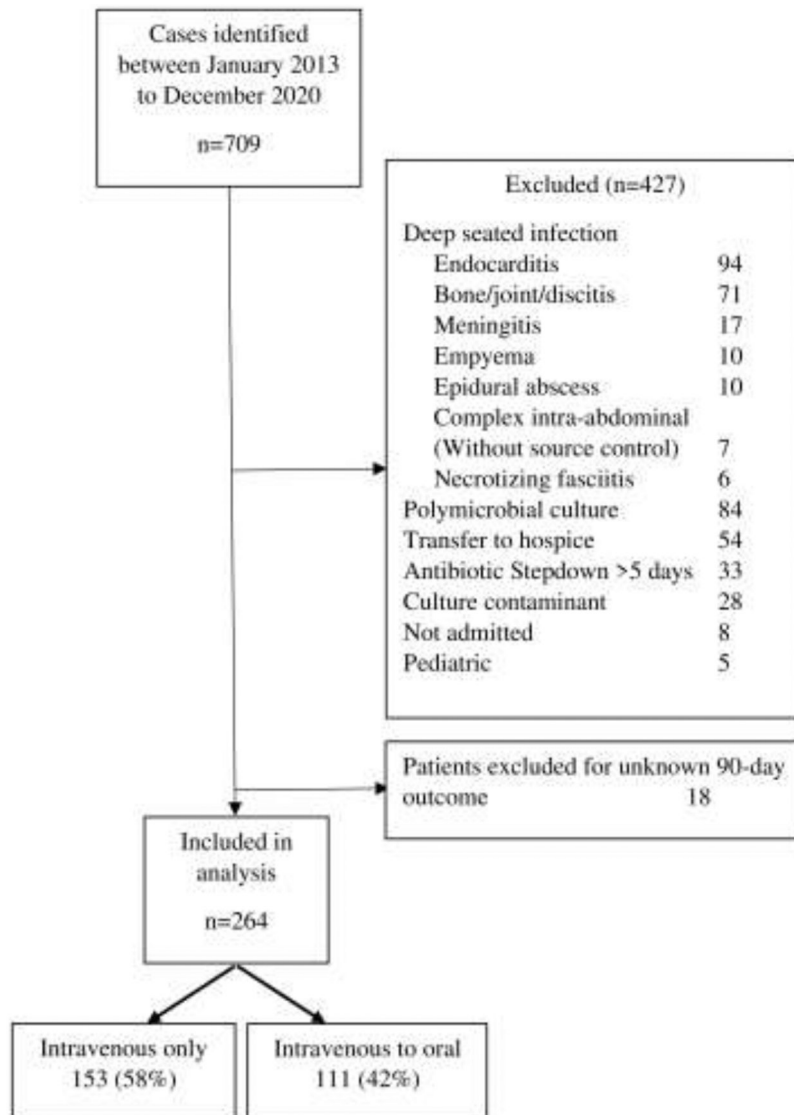 Cases identified
between January 2013
to December 2020
n=709
Excluded (n=427)
Deep seated infection
Endocarditis 94
Bone/joint/discitis 71
Meningitis 17
Empyema 10
Epidural abscess 10
Complex intra-abdominal
(Without source control) 7
Necrotizing fasciitis 6
Polymicrobial culture 84
Transfer to hospice 54
Antibiotic Stepdown >5 days 33
Culture contaminant 28
Not admitted 8
Pediatric 5
Patients excluded for unknown 90-day
outcome 18
Included in
analysis
n=264
Intravenous only
153 (58%)
Intravenous to oral
111 (42%)